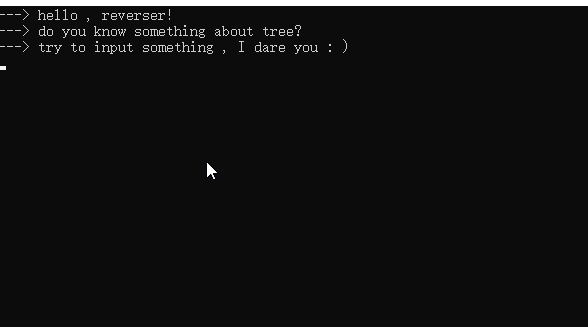 ---> hello , reverser!
---> do you know something about tree?
---> try to input something , I dare you : )